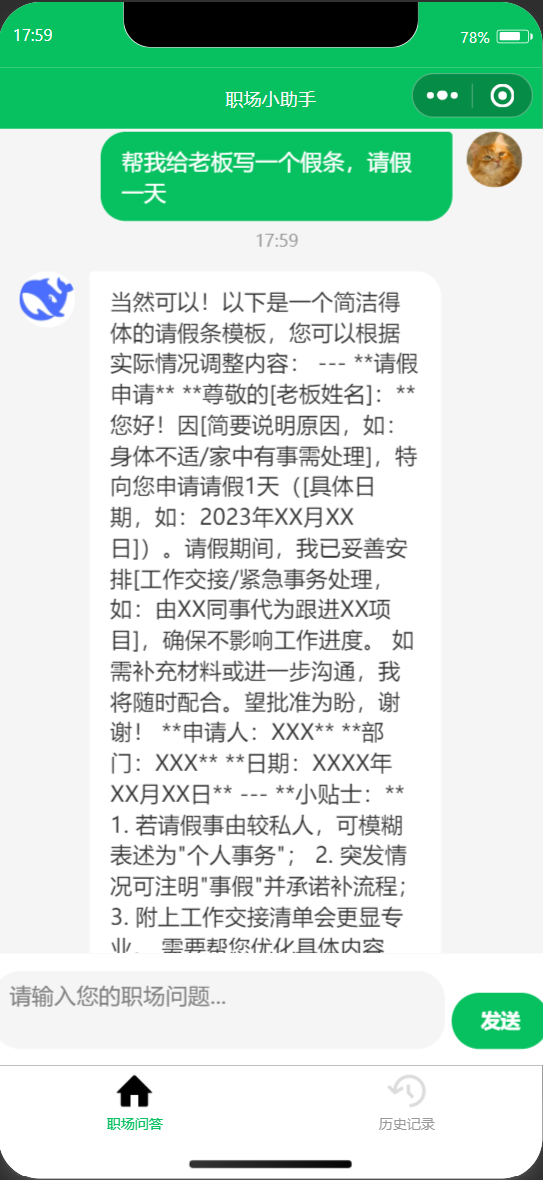 17:59
78%
职场小助手
帮我给老板写一个假条，请假
一天
17:59
当然可以！以下是一个简洁得
体的请假条模板，您可以根据
实际情况调整内容： --- **请假
申请** **尊敬的[老板姓名]：**
您好！因[简要说明原因，如：
身体不适/家中有事需处理]，特
向您申请请假1天（[具体日
期，如：2023年XX月XX
日]）。请假期间，我已妥善安
排[工作交接/紧急事务处理，
如：由XX同事代为跟进XX项
目]，确保不影响工作进度。 如
需补充材料或进一步沟通，我
将随时配合。望批准为盼，谢
谢！ **申请人：XXX** **部
门：XXX** **日期：XXXX年
XX月XX日** --- **小贴士：**
1. 若请假事由较私人，可模糊
表述为"个人事务"； 2. 突发情
况可注明"事假"并承诺补流程；
3. 附上工作交接清单会更显专
业。 需要帮您优化具体内容
请输入您的职场问题...
发送
职场问答
历史记录